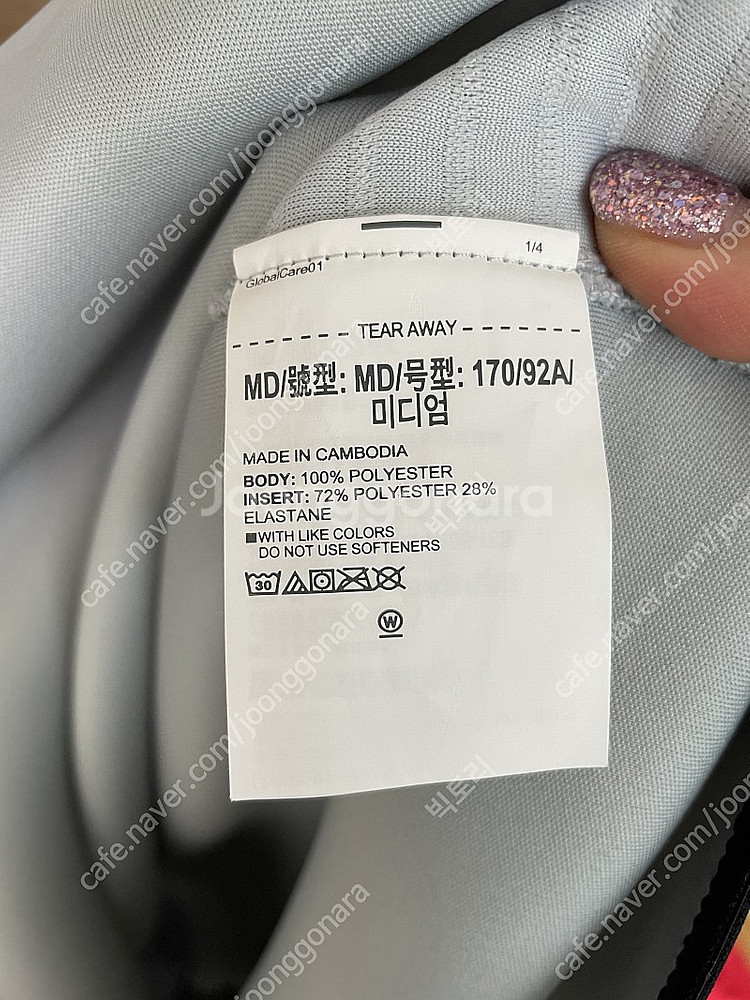 1/4
GlobalCare01
TEAR AWAY
MD/號型: MD/号型: 170/92A/
미디엄
MADE IN CAMBODIA
BODY: 100% POLYESTER
INSERT: 72% POLYESTER 28%
ELASTANE
WITH LIKE COLORS
DO NOT USE SOFTENERS
30
W
Joonggonara
cafe.naver.com/joonggonara
빅토리